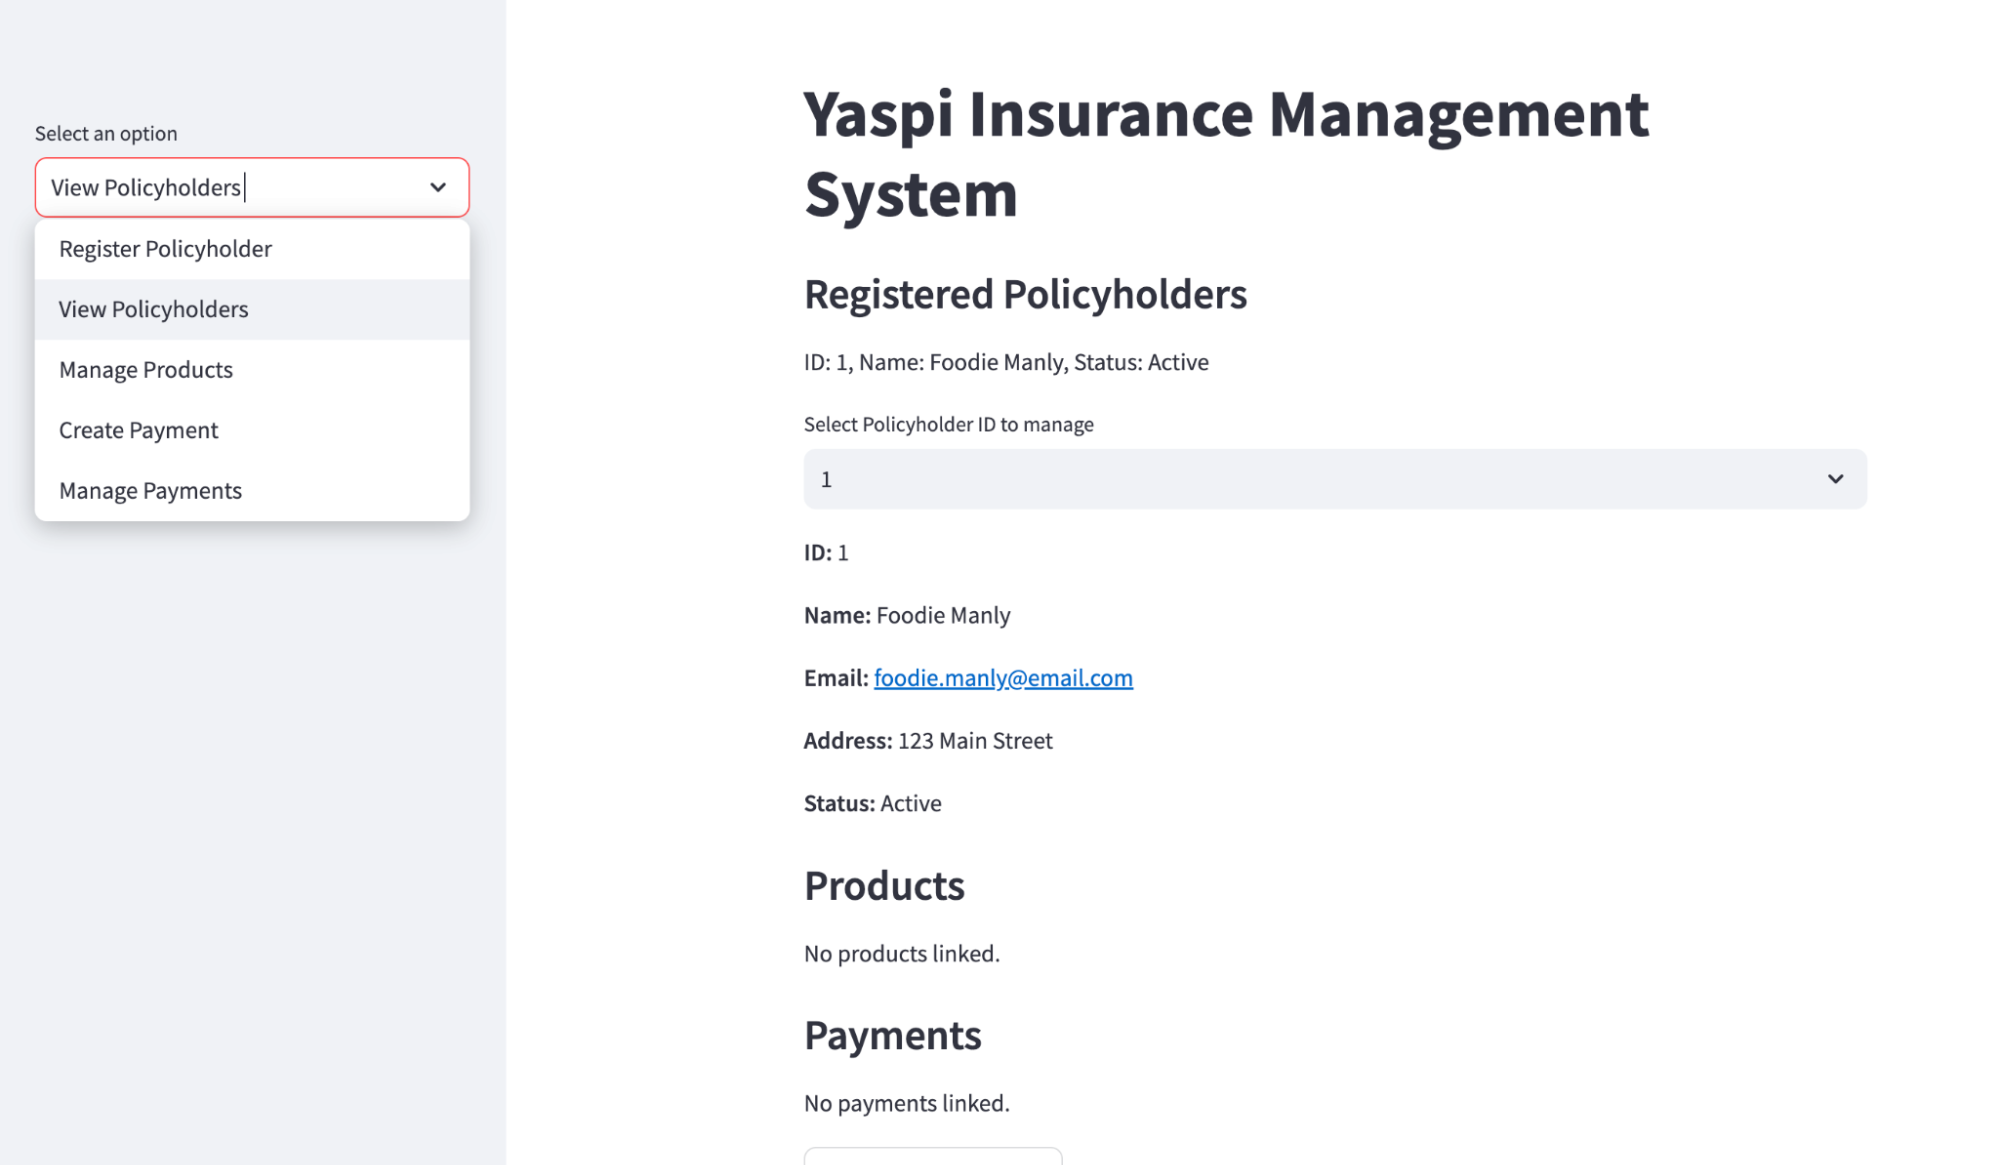 Select an option
View Policyholders
Register Policyholder
View Policyholders
Manage Products
Create Payment
Manage Payments
Yaspi Insurance Management
System
Registered Policyholders
ID: 1, Name: Foodie Manly, Status: Active
Select Policyholder ID to manage
1
ID: 1
Name: Foodie Manly
Email: foodie.manly@email.com
Address: 123 Main Street
Status: Active
Products
No products linked.
Payments
No payments linked.